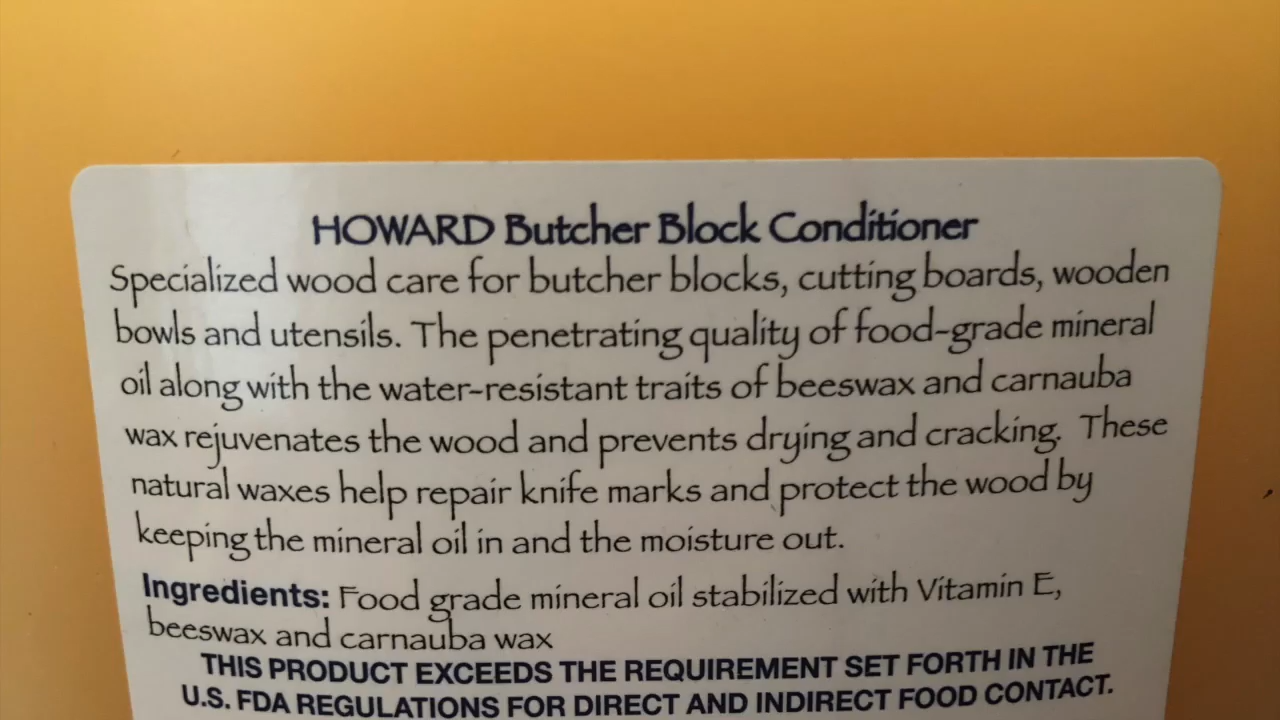 HOWARD Butcher Block Conditioner
Specialized wood care for butcher blocks, cutting boards, wooden
bowls and utensils. The penetrating quality of food-grade mineral
oil along with the water-resistant traits of beeswax and carnauba
wax rejuvenates the wood and prevents drying and cracking. These
natural waxes help repair knife marks and protect the wood by
keeping the mineral oil in and the moisture out.
Ingredients: Food grade mineral oil stabilized with Vitamin E,
beeswax and carnauba wax
THIS PRODUCT EXCEEDS THE REQUIREMENT SET FORTH IN THE
U.S. FDA REGULATIONS FOR DIRECT AND INDIRECT FOOD CONTACT.